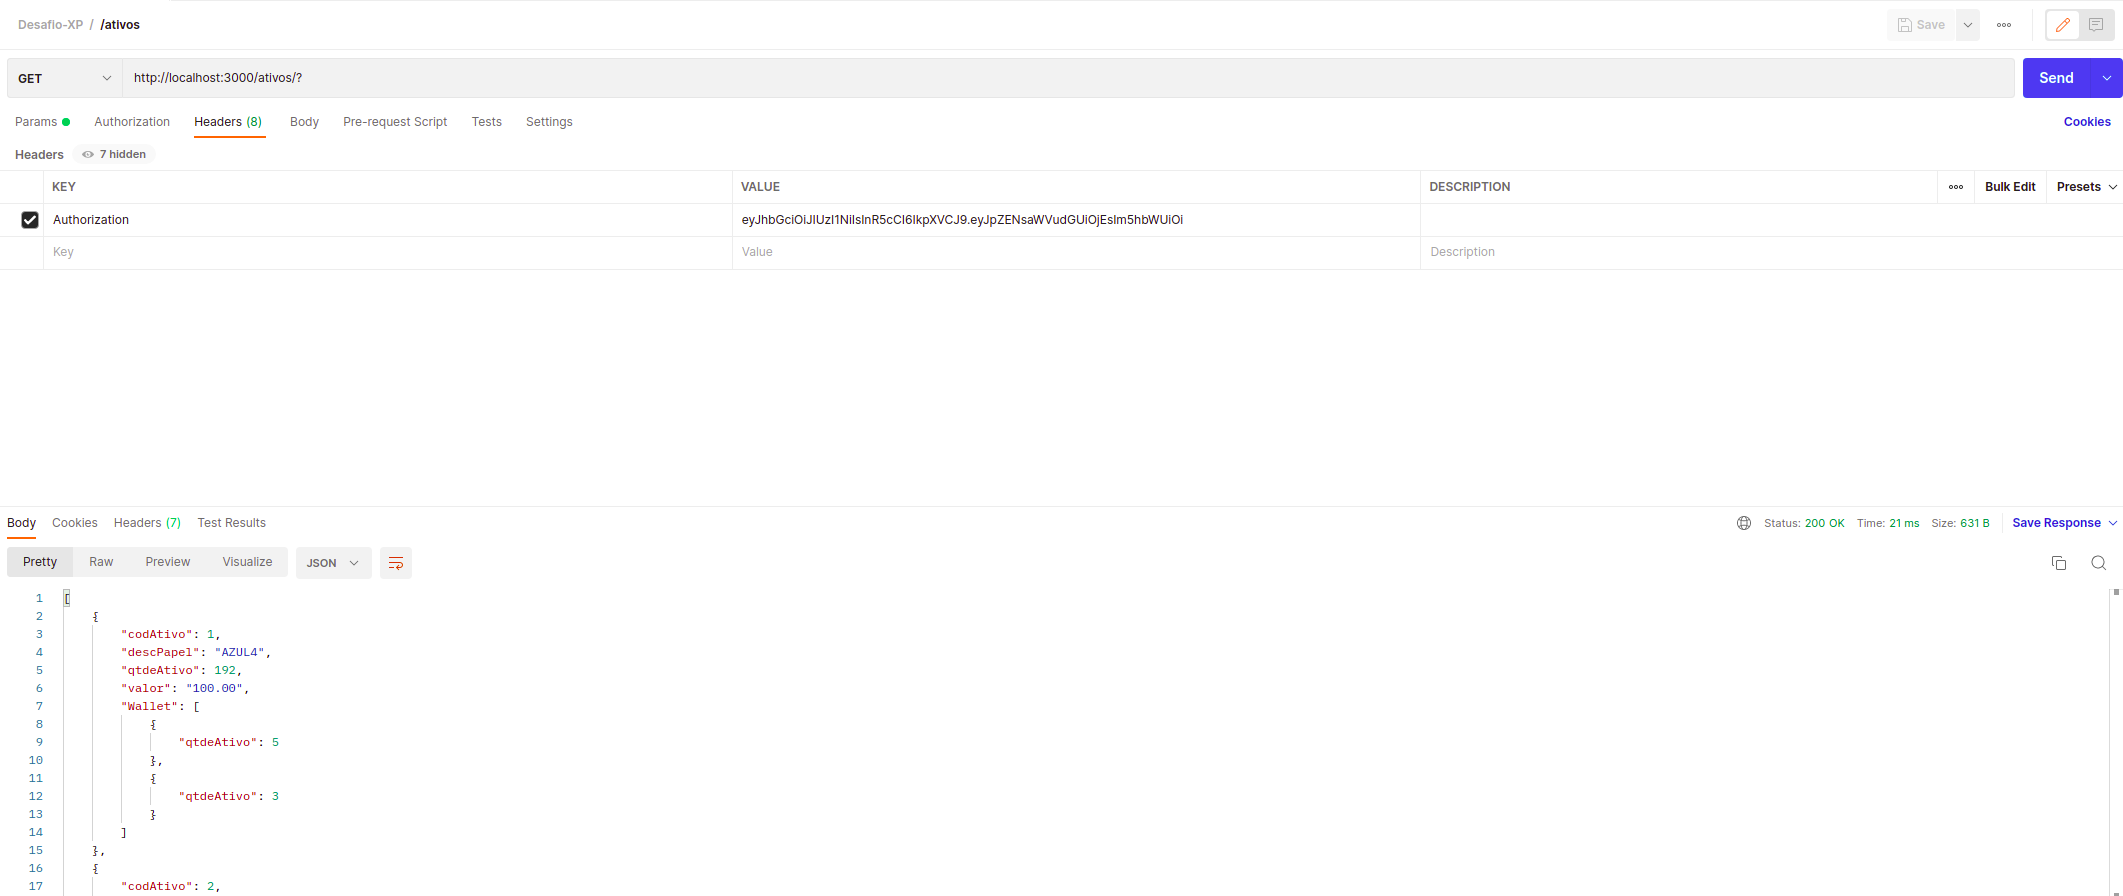 Desafio-XP / /ativos
Save
GET http://localhost:3000/ativos/? Send
Params Authorization Headers (8) Body Pre-request Script Tests Settings Cookies
Headers 7 hidden
KEY VALUE DESCRIPTION Bulk Edit Presets
Authorization eyJhbGciOiJIUzI1NiIsInR5cCI6IkpXVCJ9.eyJpZENsaWVudGUiOjEsIm5hbWUiOi
Key Value Description
Body Cookies Headers (7) Test Results Status: 200 OK Time: 21 ms Size: 631 B Save Response
Pretty Raw Preview Visualize JSON
1 [
2 {
3 "codAtivo": 1,
4 "descPapel": "AZUL4",
5 "qtdeAtivo": 192,
6 "valor": "100.00",
7 "Wallet": [
8 {
9 "qtdeAtivo": 5
10 },
11 {
12 "qtdeAtivo": 3
13 }
14 ]
15 },
16 {
17 "codAtivo": 2,